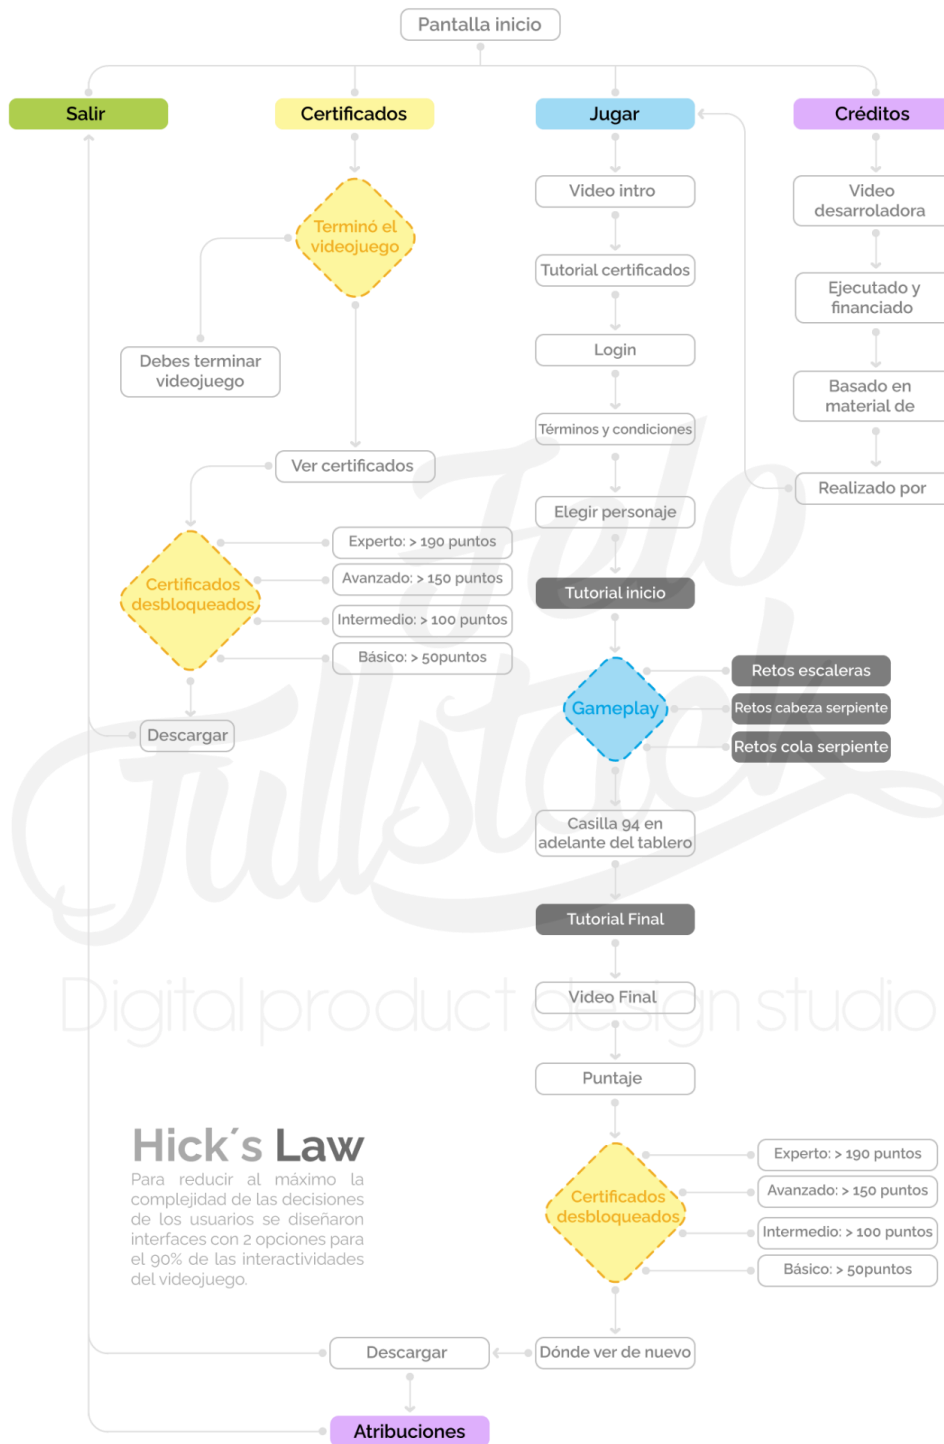 Pantalla inicio
Salir
Certificados
Jugar
Créditos
Terminó el
videojuego
Debes terminar
videojuego
Ver certificados
Certificados
desbloqueados
Experto: > 190 puntos
Avanzado: > 150 puntos
Intermedio: > 100 puntos
Básico: > 50puntos
Descargar
Video intro
Tutorial certificados
Login
Términos y condiciones
Elegir personaje
Tutorial inicio
Gameplay
Retos escaleras
Retos cabeza serpiente
Retos cola serpiente
Casilla 94 en
adelante del tablero
Tutorial Final
Video Final
Puntaje
Certificados
desbloqueados
Experto: > 190 puntos
Avanzado: > 150 puntos
Intermedio: > 100 puntos
Básico: > 50puntos
Dónde ver de nuevo
Descargar
Atribuciones
Video
desarroladora
Ejecutado y
financiado
Basado en
material de
Realizado por
Hick´s Law
Para reducir al máximo la
complejidad de las decisiones
de los usuarios se diseñaron
interfaces con 2 opciones para
el 90% de las interactividades
del videojuego.
Jelo
Fullstack
Digital product design studio